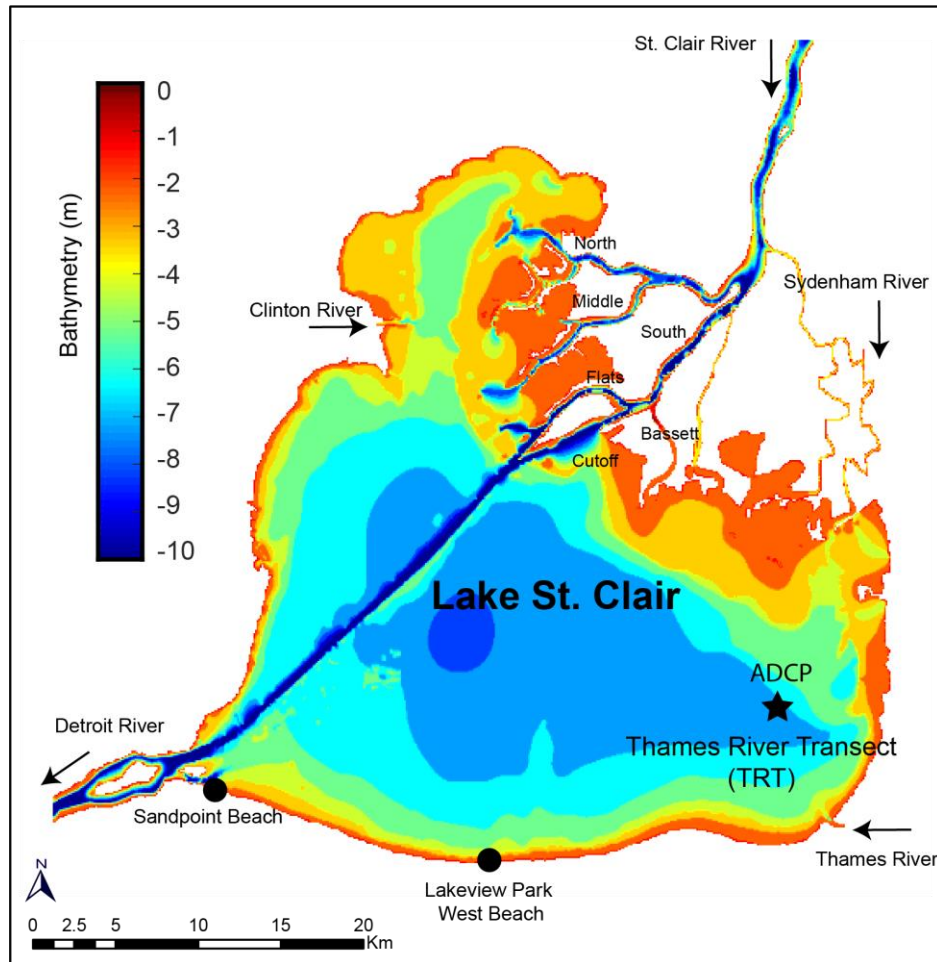 St. Clair River
0
-1
-2
-3
-4
-5
-6
-7
-8
-9
-10
Bathymetry (m)
North
Sydenham River
Clinton River
Middle
South
Flats
Bassett
Cutoff
Lake St. Clair
ADCP
Detroit River
Thames River Transect
(TRT)
Sandpoint Beach
Thames River
Lakeview Park
West Beach
N
0 2.5 5 10 15 20
Km